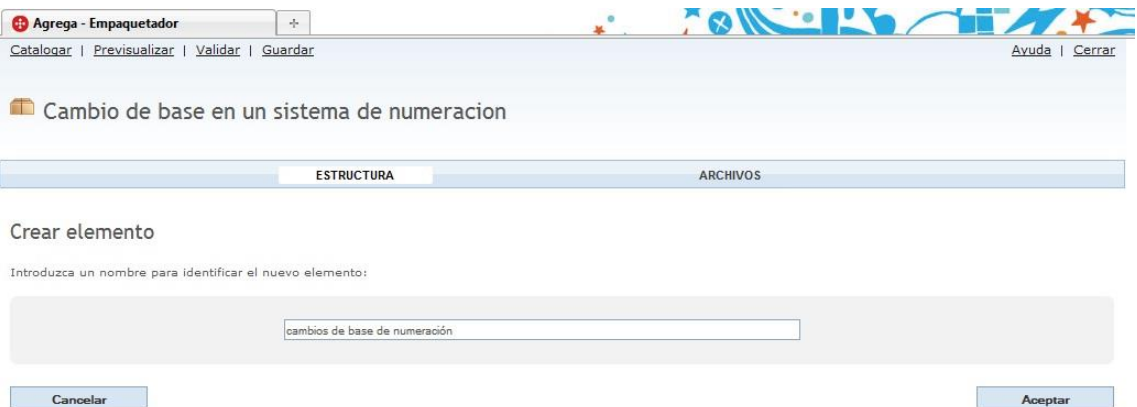 Agrega - Empaquetador
Catalogar | Previsualizar | Validar | Guardar
Ayuda | Cerrar
Cambio de base en un sistema de numeracion
ESTRUCTURA
ARCHIVOS
Crear elemento
Introduzca un nombre para identificar el nuevo elemento:
cambios de base de numeración
Cancelar
Aceptar